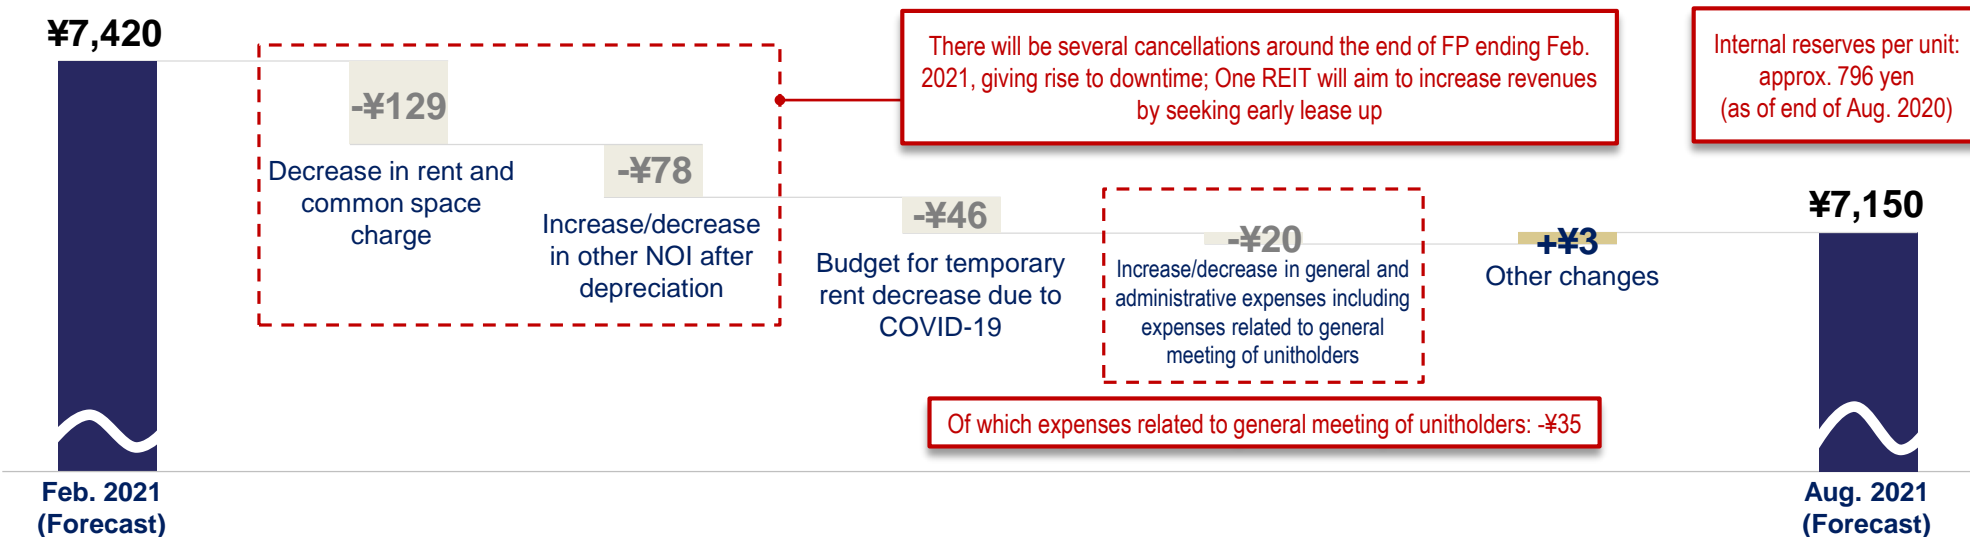 ¥7,420
-¥129
Decrease in rent and
common space
charge
-¥78
Increase/decrease
in other NOI after
depreciation
There will be several cancellations around the end of FP ending Feb.
2021, giving rise to downtime; One REIT will aim to increase revenues
by seeking early lease up
Internal reserves per unit:
approx. 796 yen
(as of end of Aug. 2020)
-¥46
Budget for temporary
rent decrease due to
COVID-19
-¥20
Increase/decrease in general and
administrative expenses including
expenses related to general
meeting of unitholders
Of which expenses related to general meeting of unitholders: -¥35
+¥3
Other changes
¥7,150
Feb. 2021
(Forecast)
Aug. 2021
(Forecast)